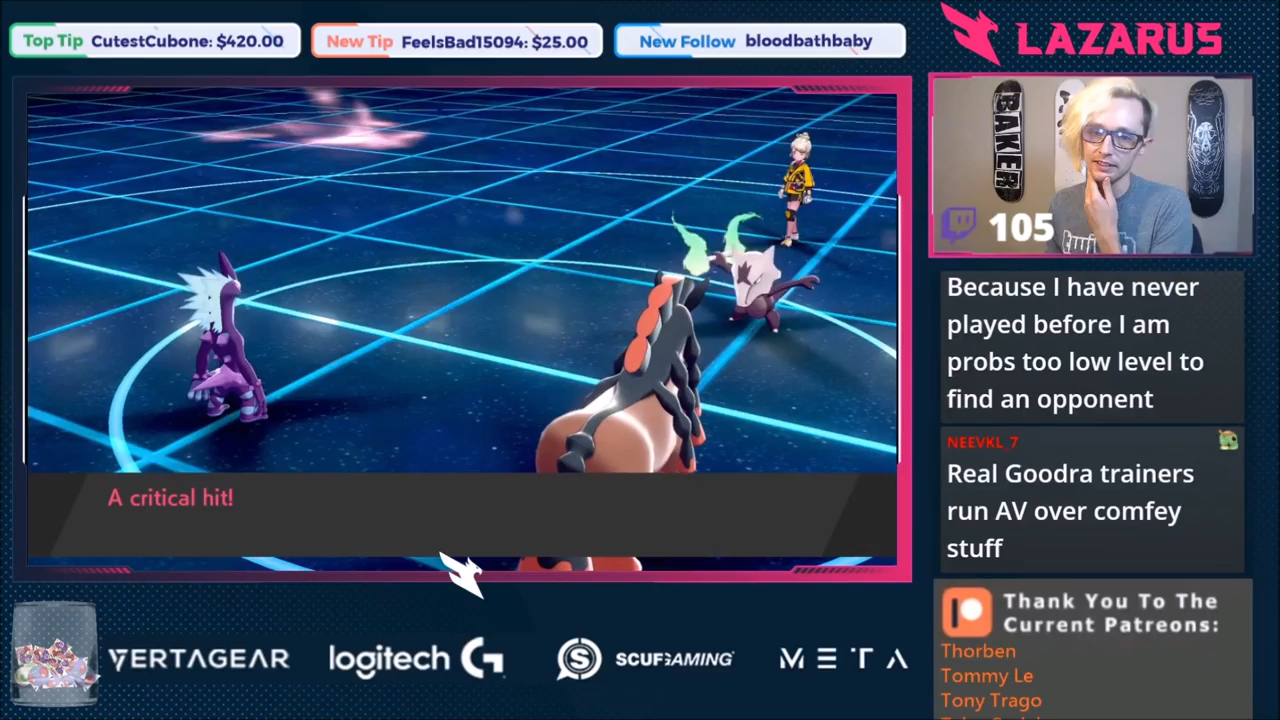 Top Tip CutestCubone: $420.00
New Tip FeelsBad15094: $25.00
New Follow bloodbathbaby
LAZARUS
BAKER
105
Because I have never
played before I am
probs too low level to
find an opponent
NEEVKL_7
Real Goodra trainers
run AV over comfey
stuff
A critical hit!
Thank You To The
Current Patreons:
Thorben
Tommy Le
Tony Trago
VERTAGEAR
logitech G
S SCUF GAMING
META